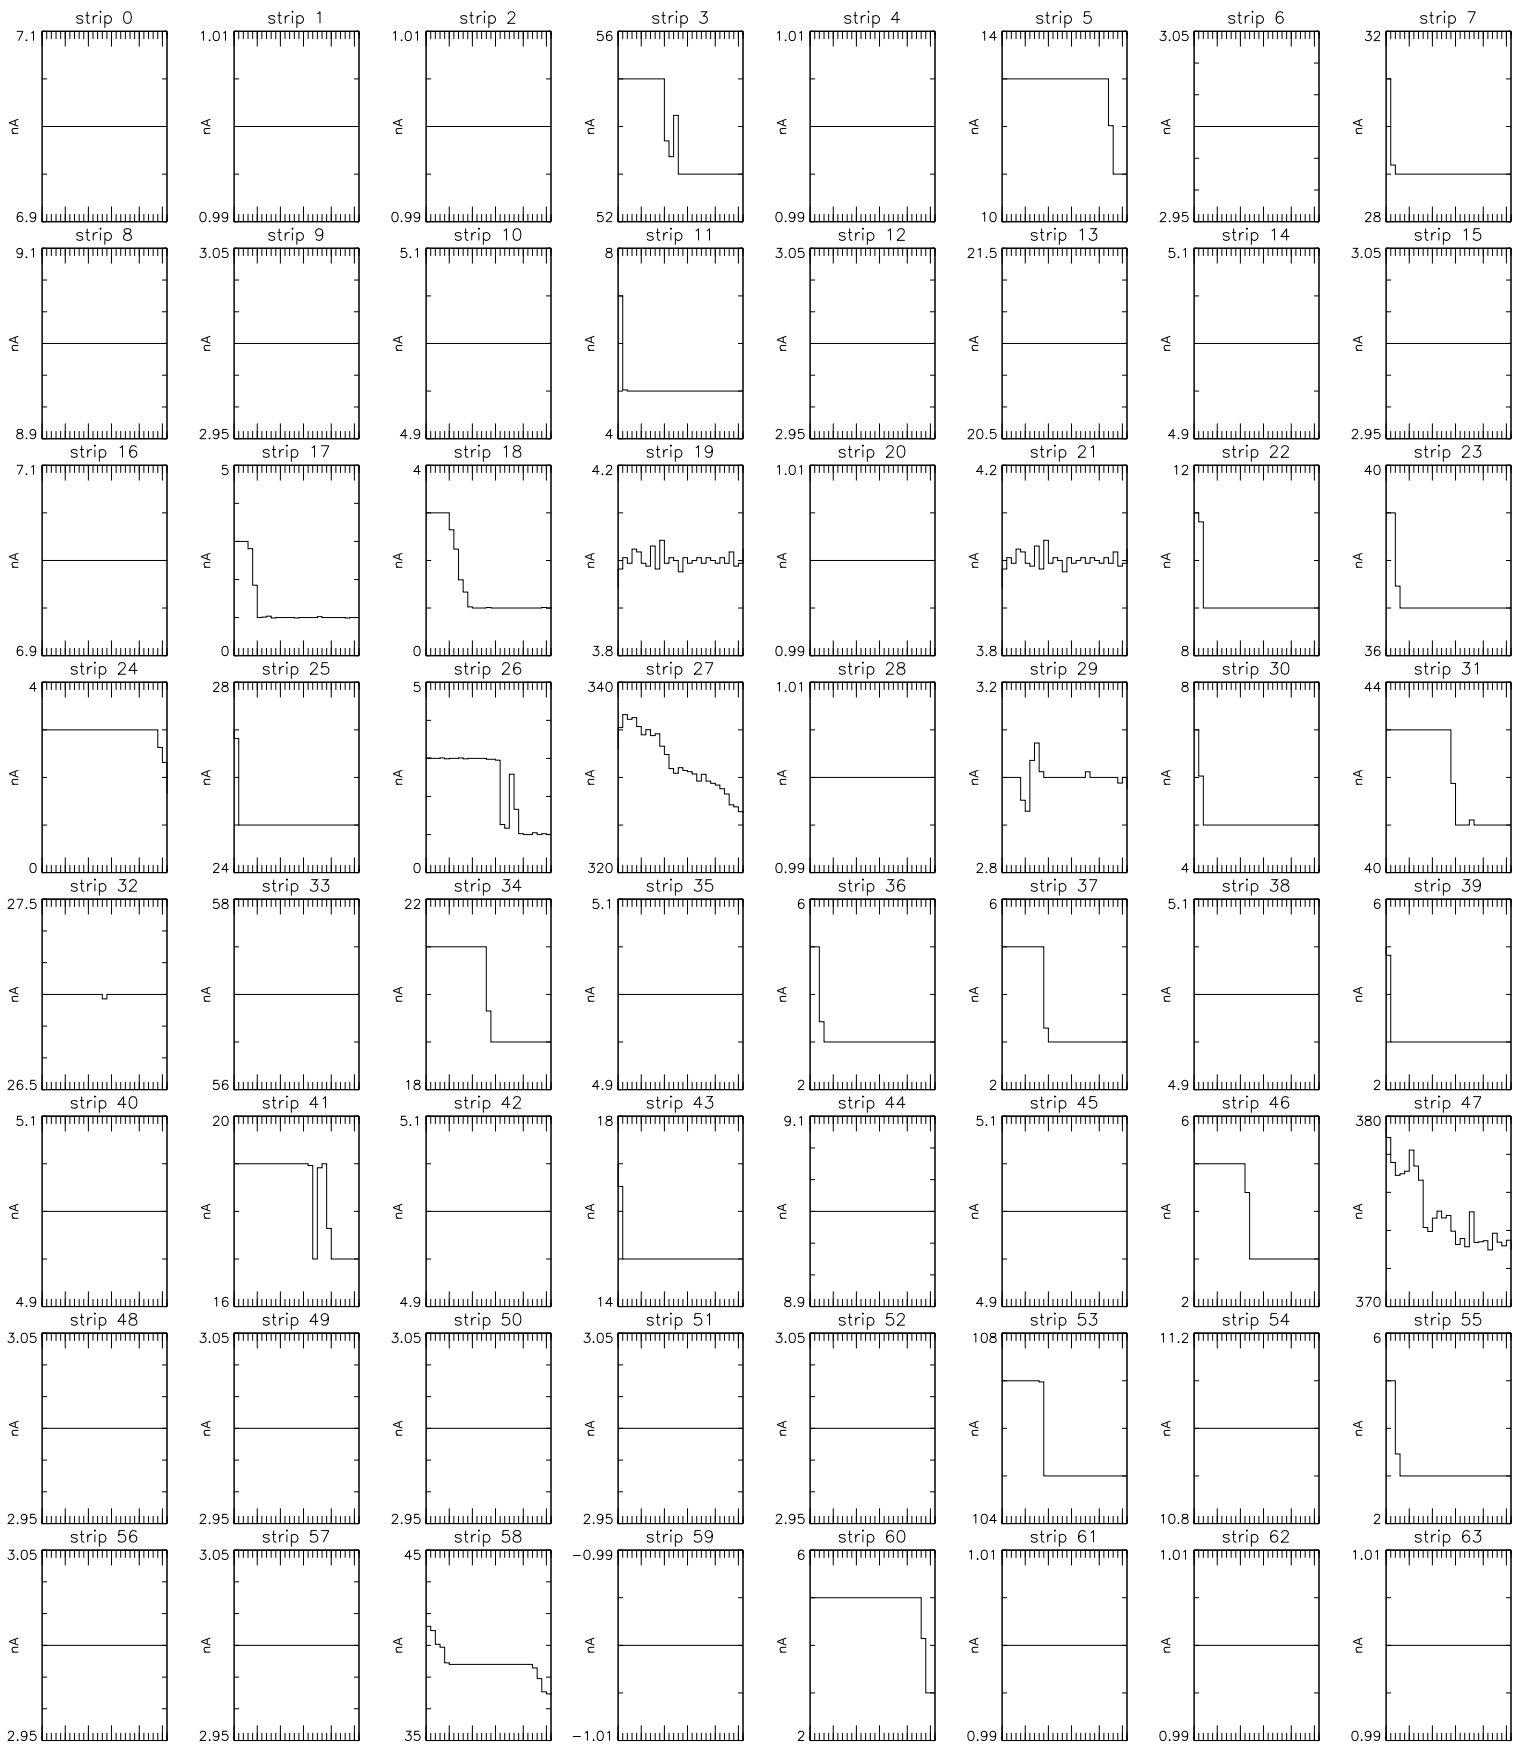 strip 0 strip 1 strip 2 strip 3 strip 4 strip 5 strip 6 strip 7
7.1 1.01 1.01 56 1.01 14 3.05 32
nA nA nA nA nA nA nA nA
6.9 0.99 0.99 52 0.99 10 2.95 28
strip 8 strip 9 strip 10 strip 11 strip 12 strip 13 strip 14 strip 15
9.1 3.05 5.1 8 3.05 21.5 5.1 3.05
nA nA nA nA nA nA nA nA
8.9 2.95 4.9 4 2.95 20.5 4.9 2.95
strip 16 strip 17 strip 18 strip 19 strip 20 strip 21 strip 22 strip 23
7.1 5 4 4.2 1.01 4.2 12 40
nA nA nA nA nA nA nA nA
6.9 0 0 3.8 0.99 3.8 8 36
strip 24 strip 25 strip 26 strip 27 strip 28 strip 29 strip 30 strip 31
4 28 5 340 1.01 3.2 8 44
nA nA nA nA nA nA nA nA
0 24 0 320 0.99 2.8 4 40
strip 32 strip 33 strip 34 strip 35 strip 36 strip 37 strip 38 strip 39
27.5 58 22 5.1 6 6 5.1 6
nA nA nA nA nA nA nA nA
26.5 56 18 4.9 2 2 4.9 2
strip 40 strip 41 strip 42 strip 43 strip 44 strip 45 strip 46 strip 47
5.1 20 5.1 18 9.1 5.1 6 380
nA nA nA nA nA nA nA nA
4.9 16 4.9 14 8.9 4.9 2 370
strip 48 strip 49 strip 50 strip 51 strip 52 strip 53 strip 54 strip 55
3.05 3.05 3.05 3.05 3.05 108 11.2 6
nA nA nA nA nA nA nA nA
2.95 2.95 2.95 2.95 2.95 104 10.8 2
strip 56 strip 57 strip 58 strip 59 strip 60 strip 61 strip 62 strip 63
3.05 3.05 45 −0.99 6 1.01 1.01 1.01
nA nA nA nA nA nA nA nA
2.95 2.95 35 −1.01 2 0.99 0.99 0.99